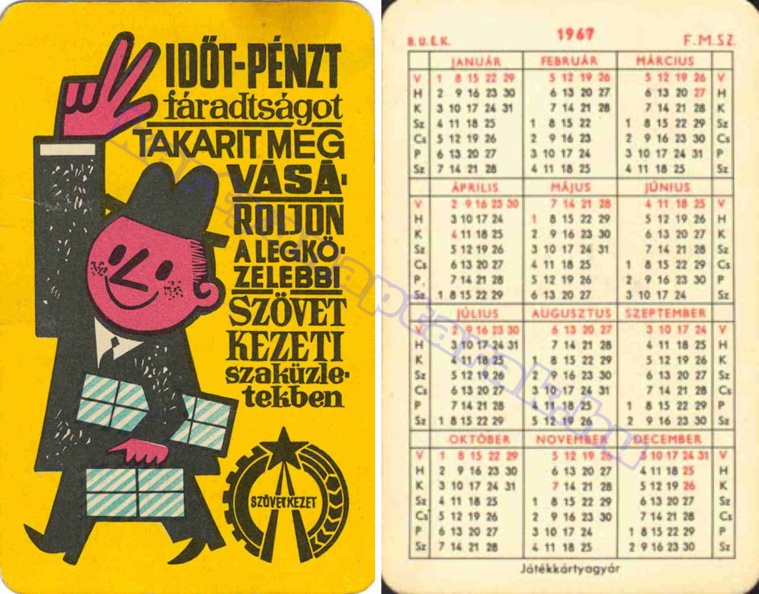 IDŐT-PÉNZT
fáradtságot
TAKARITMEG
VÁSÁ-
ROLJON
A LEGKÖ-
ZELEBBI
SZÖVET
KEZETI
szaküzle-
tekben
SZÖVETKEZET
B.Ú.E.K. 1967 F.M.SZ.
JANUÁR FEBRUÁR MÁRCIUS
V 1 8 15 22 29 5 12 19 26 5 12 19 26 V
H 2 9 16 23 30 6 13 20 27 6 13 20 27 H
K 3 10 17 24 31 7 14 21 28 7 14 21 28 K
Sz 4 11 18 25 1 8 15 22 1 8 15 22 29 Sz
Cs 5 12 19 26 2 9 16 23 2 9 16 23 30 Cs
P 6 13 20 27 3 10 17 24 3 10 17 24 31 P
Sz 7 14 21 28 4 11 18 25 4 11 18 25 Sz
ÁPRILIS MÁJUS JÚNIUS
V 2 9 16 23 30 7 14 21 28 4 11 18 25 V
H 3 10 17 24 1 8 15 22 29 5 12 19 26 H
K 4 11 18 25 2 9 16 23 30 6 13 20 27 K
Sz 5 12 19 26 3 10 17 24 31 7 14 21 28 Sz
Cs 6 13 20 27 4 11 18 25 1 8 15 22 29 Cs
P 7 14 21 28 5 12 19 26 2 9 16 23 30 P
Sz 1 8 15 22 29 6 13 20 27 3 10 17 24 Sz
JÚLIUS AUGUSZTUS SZEPTEMBER
V 2 9 16 23 30 6 13 20 27 3 10 17 24 V
H 3 10 17 24 31 7 14 21 28 4 11 18 25 H
K 4 11 18 25 1 8 15 22 29 5 12 19 26 K
Sz 5 12 19 26 2 9 16 23 30 6 13 20 27 Sz
Cs 6 13 20 27 3 10 17 24 31 7 14 21 28 Cs
P 7 14 21 28 4 11 18 25 1 8 15 22 29 P
Sz 1 8 15 22 29 5 12 19 26 2 9 16 23 30 Sz
OKTÓBER NOVEMBER DECEMBER
V 1 8 15 22 29 5 12 19 26 3 10 17 24 31 V
H 2 9 16 23 30 6 13 20 27 4 11 18 25 H
K 3 10 17 24 31 7 14 21 28 5 12 19 26 K
Sz 4 11 18 25 1 8 15 22 29 6 13 20 27 Sz
Cs 5 12 19 26 2 9 16 23 30 7 14 21 28 Cs
P 6 13 20 27 3 10 17 24 1 8 15 22 29 P
Sz 7 14 21 28 4 11 18 25 2 9 16 23 30 Sz
Játékkártyagyár